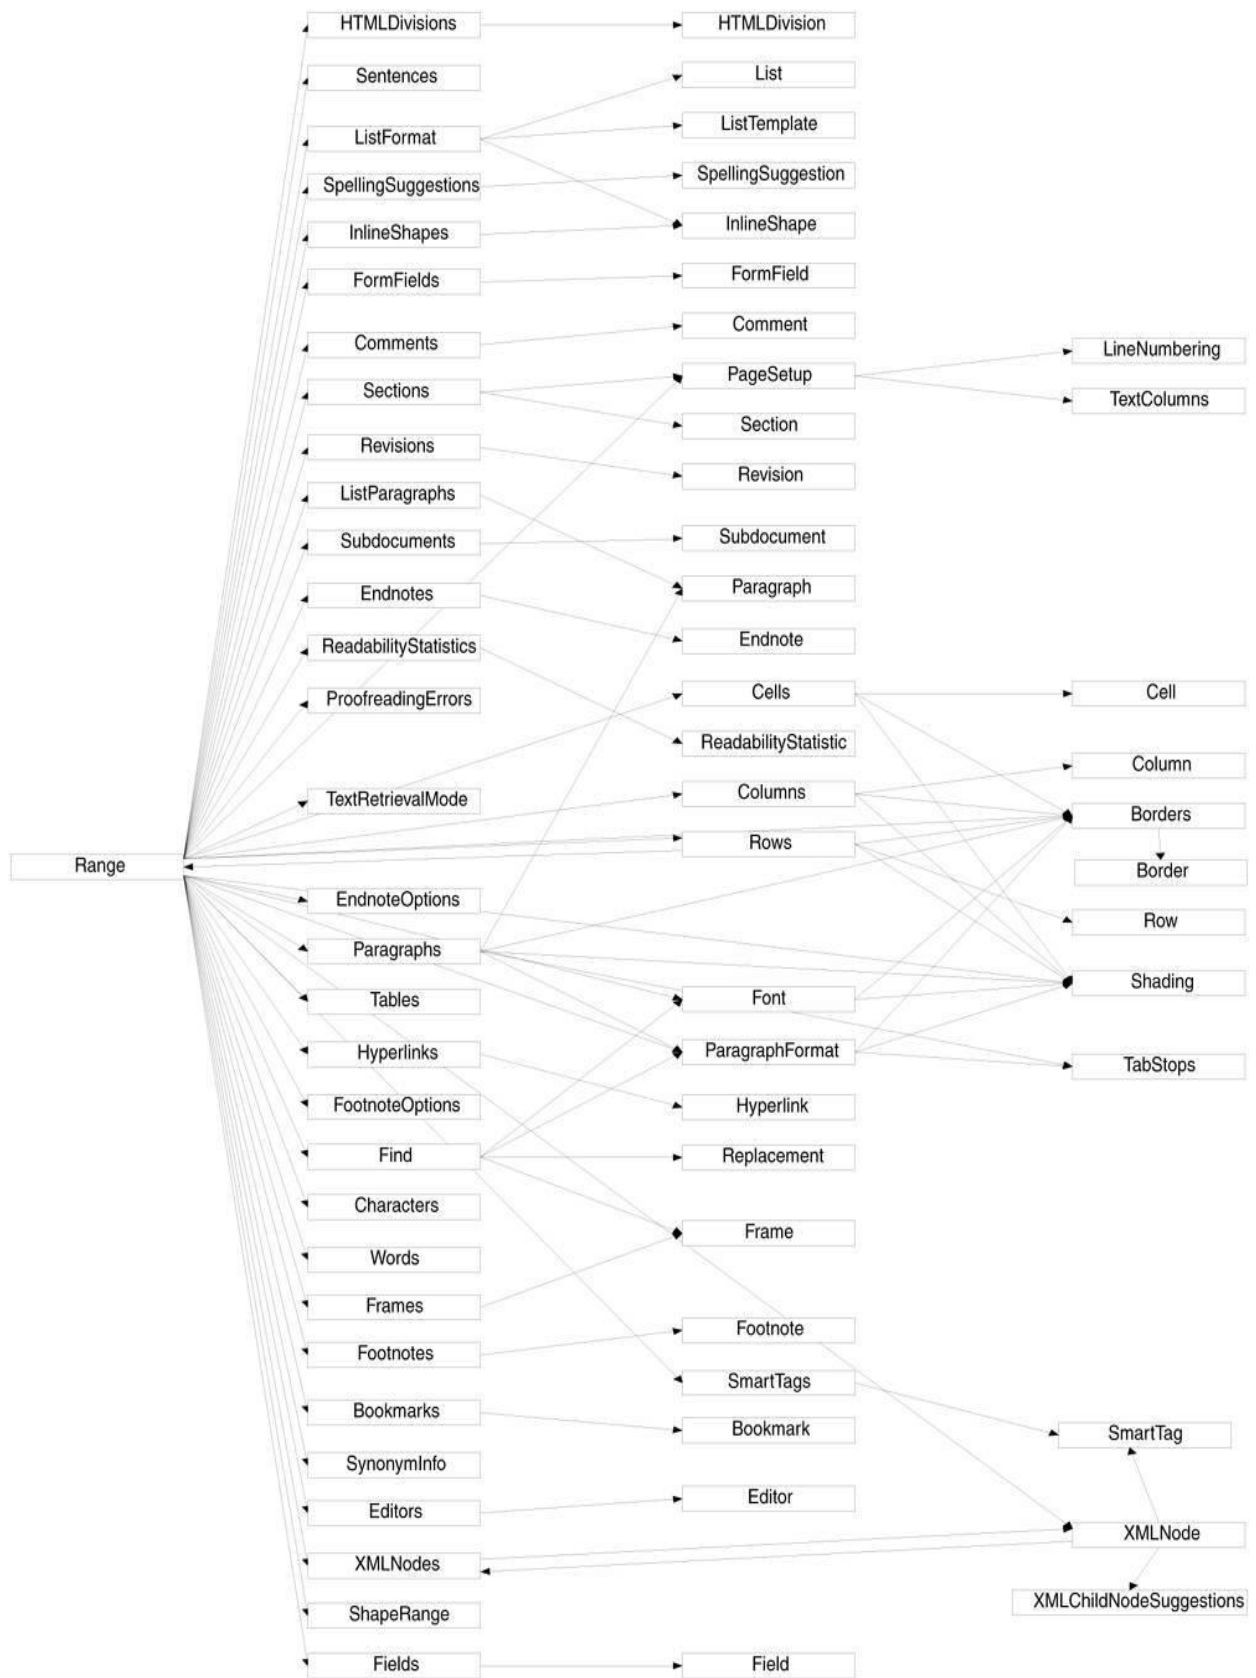 HTMLDivisions
HTMLDivision
Sentences
List
ListFormat
ListTemplate
SpellingSuggestions
SpellingSuggestion
InlineShapes
InlineShape
FormFields
FormField
Comments
Comment
LineNumbering
Sections
PageSetup
TextColumns
Section
Revisions
Revision
ListParagraphs
Subdocuments
Subdocument
Endnotes
Paragraph
ReadabilityStatistics
Endnote
ProofreadingErrors
Cells
Cell
ReadabilityStatistic
Column
TextRetrievalMode
Columns
Borders
Rows
Range
Border
EndnoteOptions
Row
Paragraphs
Shading
Tables
Font
Hyperlinks
ParagraphFormat
TabStops
FootnoteOptions
Hyperlink
Find
Replacement
Characters
Frame
Words
Frames
Footnote
Footnotes
SmartTags
Bookmarks
Bookmark
SmartTag
SynonymInfo
Editors
Editor
XMLNode
XMLNodes
XMLChildNodeSuggestions
ShapeRange
Fields
Field